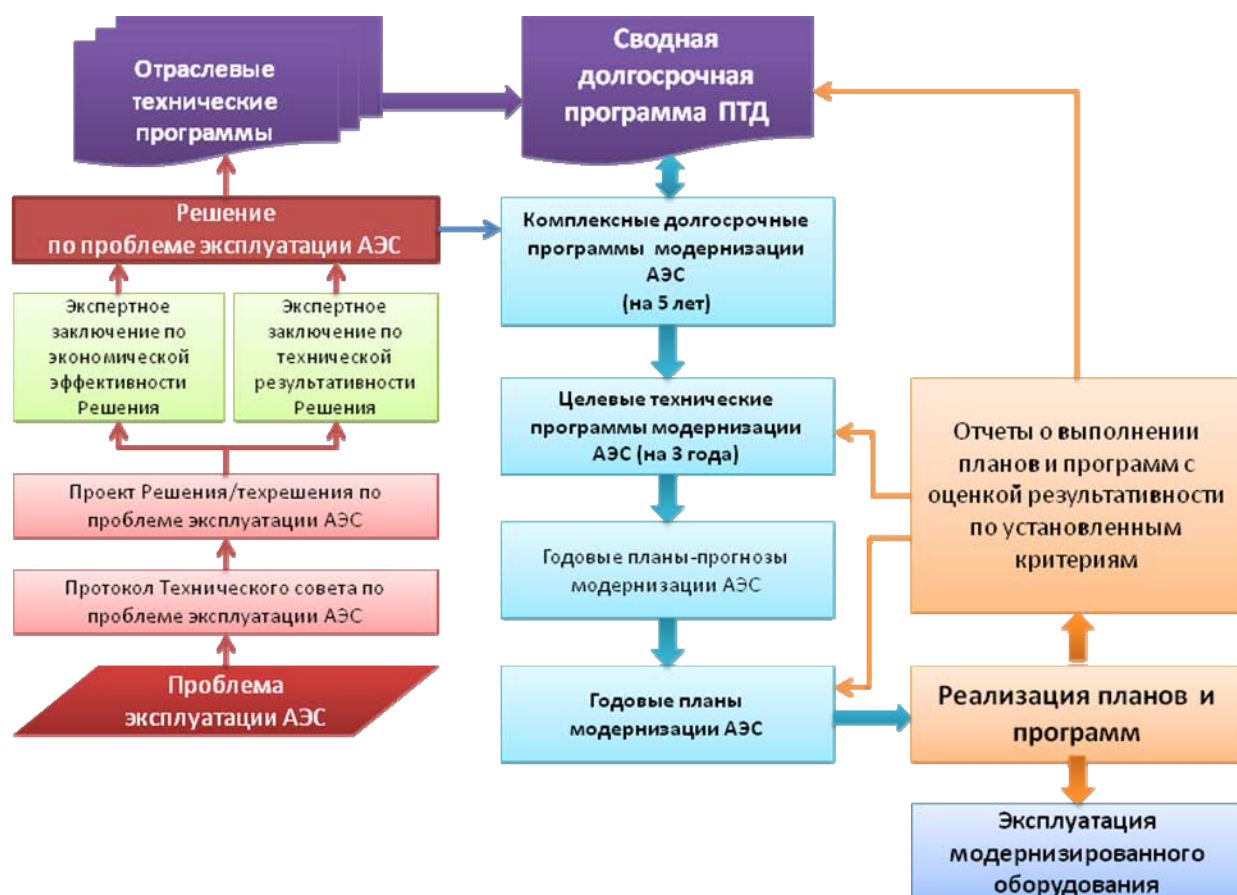 Отраслевые
технические
программы
Сводная
долгосрочная
программа ПТД
Решение
по проблеме эксплуатации АЭС
Экспертное
заключение по
экономической
эффективности
Решения
Экспертное
заключение по
технической
результативности
Решения
Проект Решения/техрешения по
проблеме эксплуатации АЭС
Протокол Технического совета по
проблеме эксплуатации АЭС
Проблема
эксплуатации АЭС
Комплексные долгосрочные
программы модернизации
АЭС
(на 5 лет)
Целевые технические
программы модернизации
АЭС (на 3 года)
Годовые планы-прогнозы
модернизации АЭС
Годовые планы
модернизации АЭС
Отчеты о выполнении
планов и программ с
оценкой результативности
по установленным
критериям
Реализация планов и
программ
Эксплуатация
модернизированного
оборудования